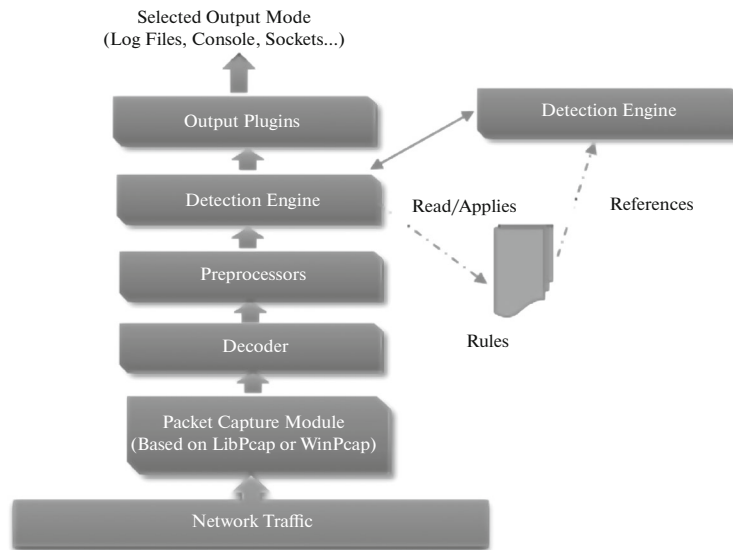 Selected Output Mode
(Log Files, Console, Sockets...)
Output Plugins
Detection Engine
Detection Engine
Read/Applies
References
Preprocessors
Rules
Decoder
Packet Capture Module
(Based on LibPcap or WinPcap)
Network Traffic